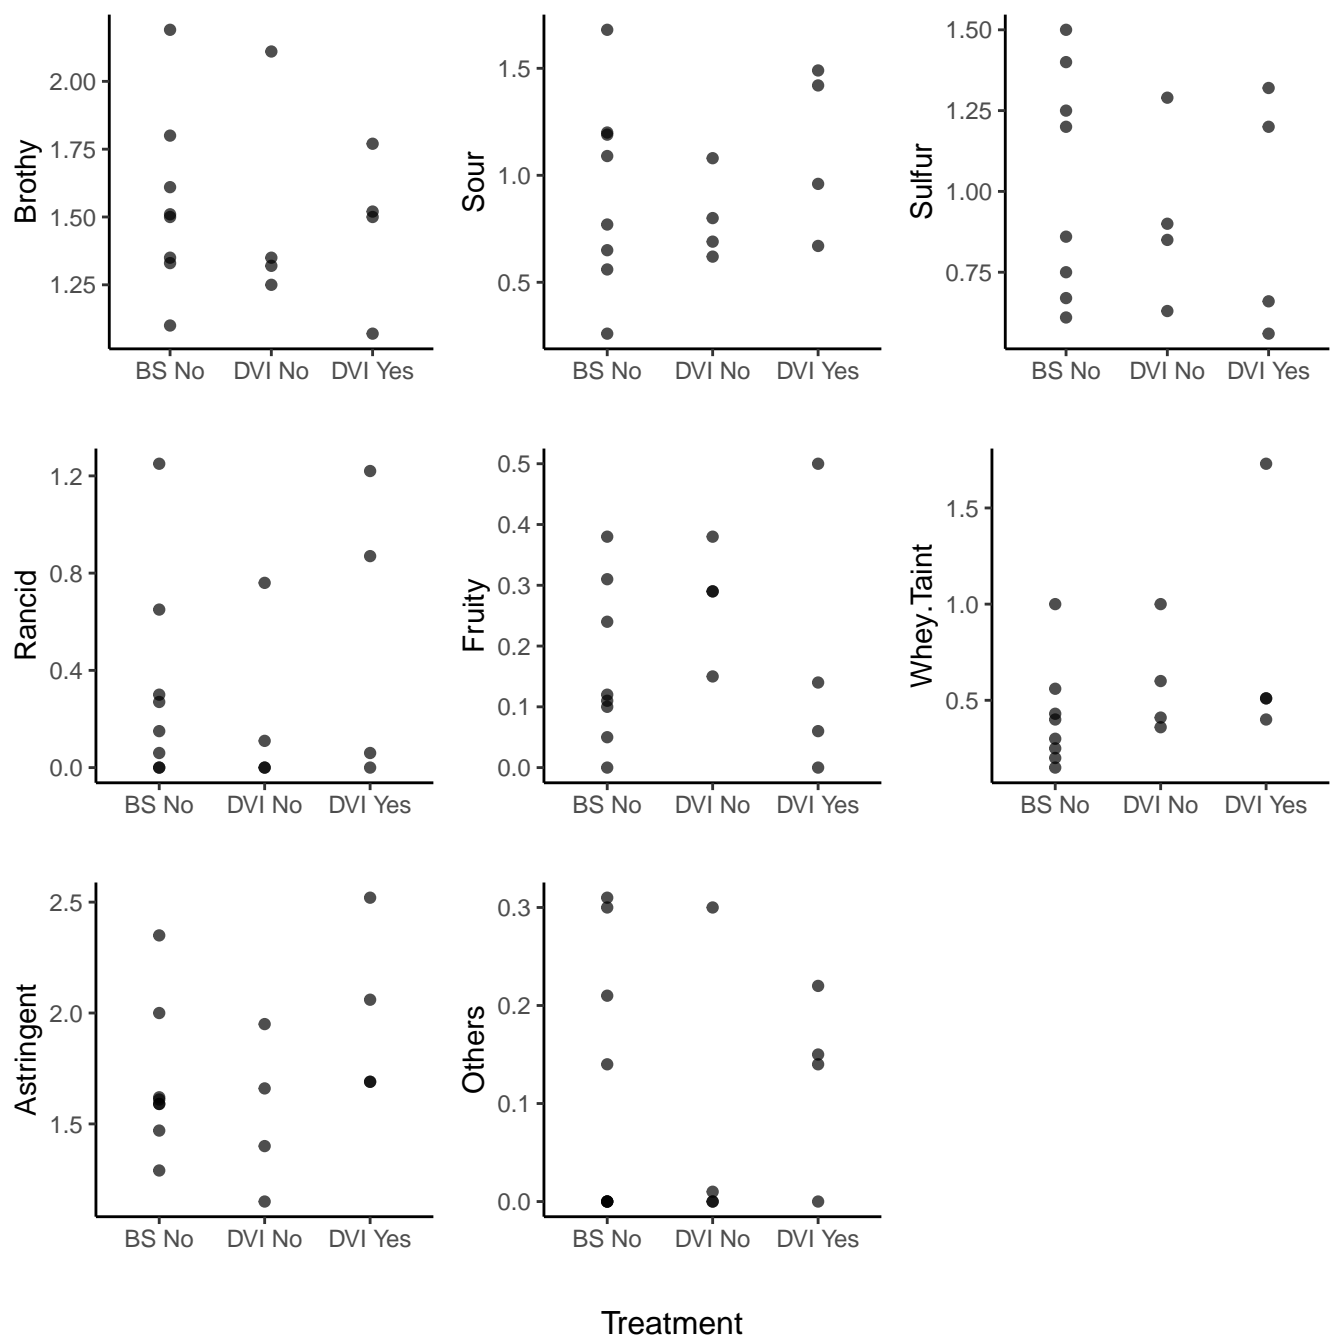 Brothy
2.00
1.75
1.50
1.25
BS No DVI No DVI Yes
Sour
1.5
1.0
0.5
BS No DVI No DVI Yes
Sulfur
1.50
1.25
1.00
0.75
BS No DVI No DVI Yes
Rancid
1.2
0.8
0.4
0.0
BS No DVI No DVI Yes
Fruity
0.5
0.4
0.3
0.2
0.1
0.0
BS No DVI No DVI Yes
Whey.Taint
1.5
1.0
0.5
BS No DVI No DVI Yes
Astringent
2.5
2.0
1.5
BS No DVI No DVI Yes
Others
0.3
0.2
0.1
0.0
BS No DVI No DVI Yes
Treatment